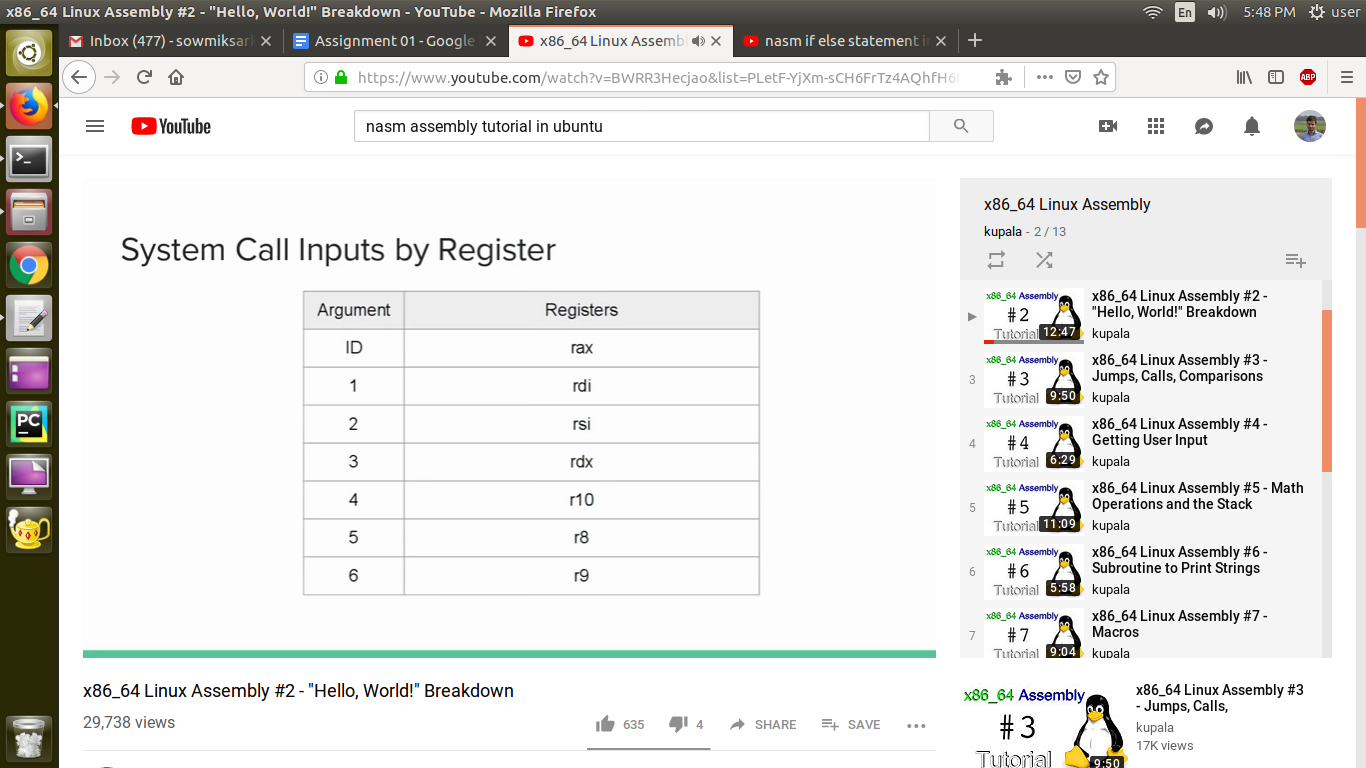 x86_64 Linux Assembly #2 - "Hello, World!" Breakdown - YouTube - Mozilla Firefox
En
5:48 PM
user
Inbox (477) - sowmiksar
Assignment 01 - Google
x86_64 Linux Assembl
nasm if else statement i
https://www.youtube.com/watch?v=BWRR3Hecjao&list=PLetF-YjXm-sCH6FrTz4AQhfH6
ABP
YouTube
nasm assembly tutorial in ubuntu
System Call Inputs by Register
Argument Registers
ID rax
1 rdi
2 rsi
3 rdx
4 r10
5 r8
6 r9
x86_64 Linux Assembly #2 - "Hello, World!" Breakdown
29,738 views
635
4
SHARE
SAVE
x86_64 Linux Assembly
kupala - 2 / 13
x86_64 Assembly
#2
Tutorial
12:47
x86_64 Linux Assembly #2 -
"Hello, World!" Breakdown
kupala
3
x86_64 Assembly
#3
Tutorial
9:50
x86_64 Linux Assembly #3 -
Jumps, Calls, Comparisons
kupala
4
x86_64 Assembly
#4
Tutorial
6:29
x86_64 Linux Assembly #4 -
Getting User Input
kupala
5
x86_64 Assembly
#5
Tutorial
11:09
x86_64 Linux Assembly #5 - Math
Operations and the Stack
kupala
6
x86_64 Assembly
#6
Tutorial
5:58
x86_64 Linux Assembly #6 -
Subroutine to Print Strings
kupala
7
x86_64 Assembly
#7
Tutorial
9:04
x86_64 Linux Assembly #7 -
Macros
kupala
x86_64 Assembly
#3
Tutorial
9:50
x86_64 Linux Assembly #3
- Jumps, Calls,
kupala
17K views
PC